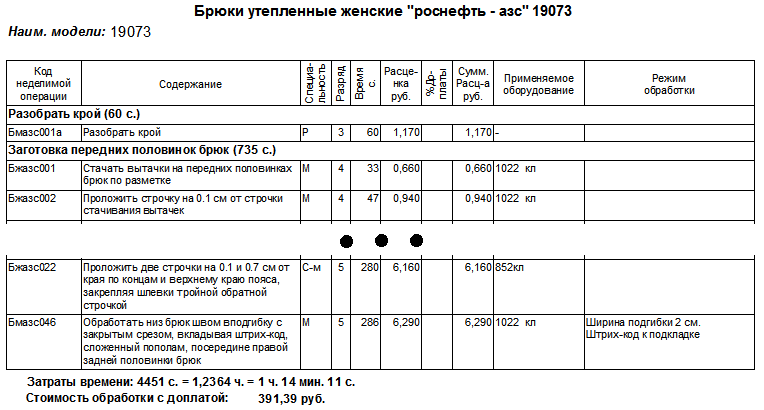 Брюки утепленные женские "роснефть - азс" 19073
Наим. модели: 19073
Код неделимой операции | Содержание | Специа-льность | Разряд | Время с. | Расце-нка руб. | %До-платы | Сумм. Расц-а руб. | Применяемое оборудование | Режим обработки
Разобрать крой (60 с.)
Бмазс001а Разобрать крой Р 3 60 1,170 1,170 -
Заготовка передних половинок брюк (735 с.)
Бжазс001 Стачать вытачки на передних половинках М 4 33 0,660 0,660 1022 кл
брюк по разметке
Бжазс002 Проложить строчку на 0.1 см от строчки М 4 47 0,940 0,940 1022 кл
стачивания вытачек
Бжазс022 Проложить две строчки на 0.1 и 0.7 см от С-м 5 280 6,160 6,160 852кл
края по концам и верхнему краю пояса,
закрепляя шлевки тройной обратной
строчкой
Бмазс046 Обработать низ брюк швом вподгибку с М 5 286 6,290 6,290 1022 кл Ширина подгибки 2 см.
закрытым срезом, вкладывая штрих-код, Штрих-код к подкладке
сложенный пополам, посередине правой
задней половинки брюк
Затраты времени: 4451 с. = 1,2364 ч. = 1 ч. 14 мин. 11 с.
Стоимость обработки с доплатой: 391,39 руб.